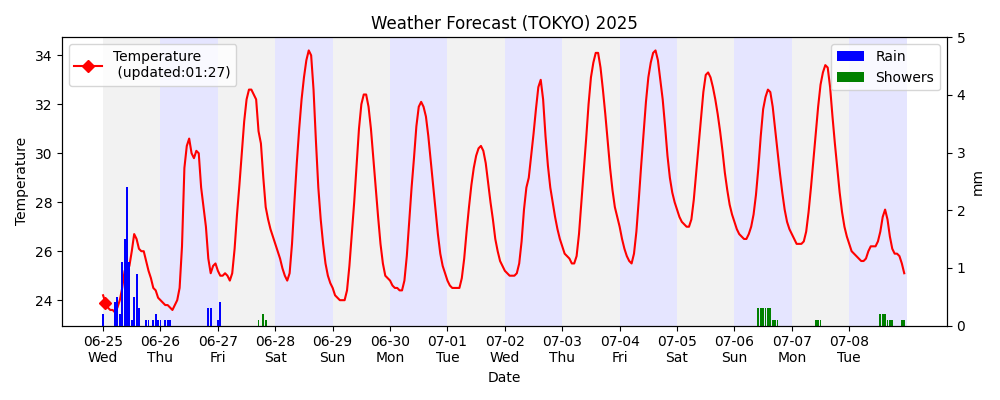 Weather Forecast (TOKYO) 2025
Temperature
(updated:01:27)
Rain
Showers
Temperature
34
32
30
28
26
24
5
4
3
2
1
0
mm
06-25 06-26 06-27 06-28 06-29 06-30 07-01 07-02 07-03 07-04 07-05 07-06 07-07 07-08
Wed Thu Fri Sat Sun Mon Tue Wed Thu Fri Sat Sun Mon Tue
Date